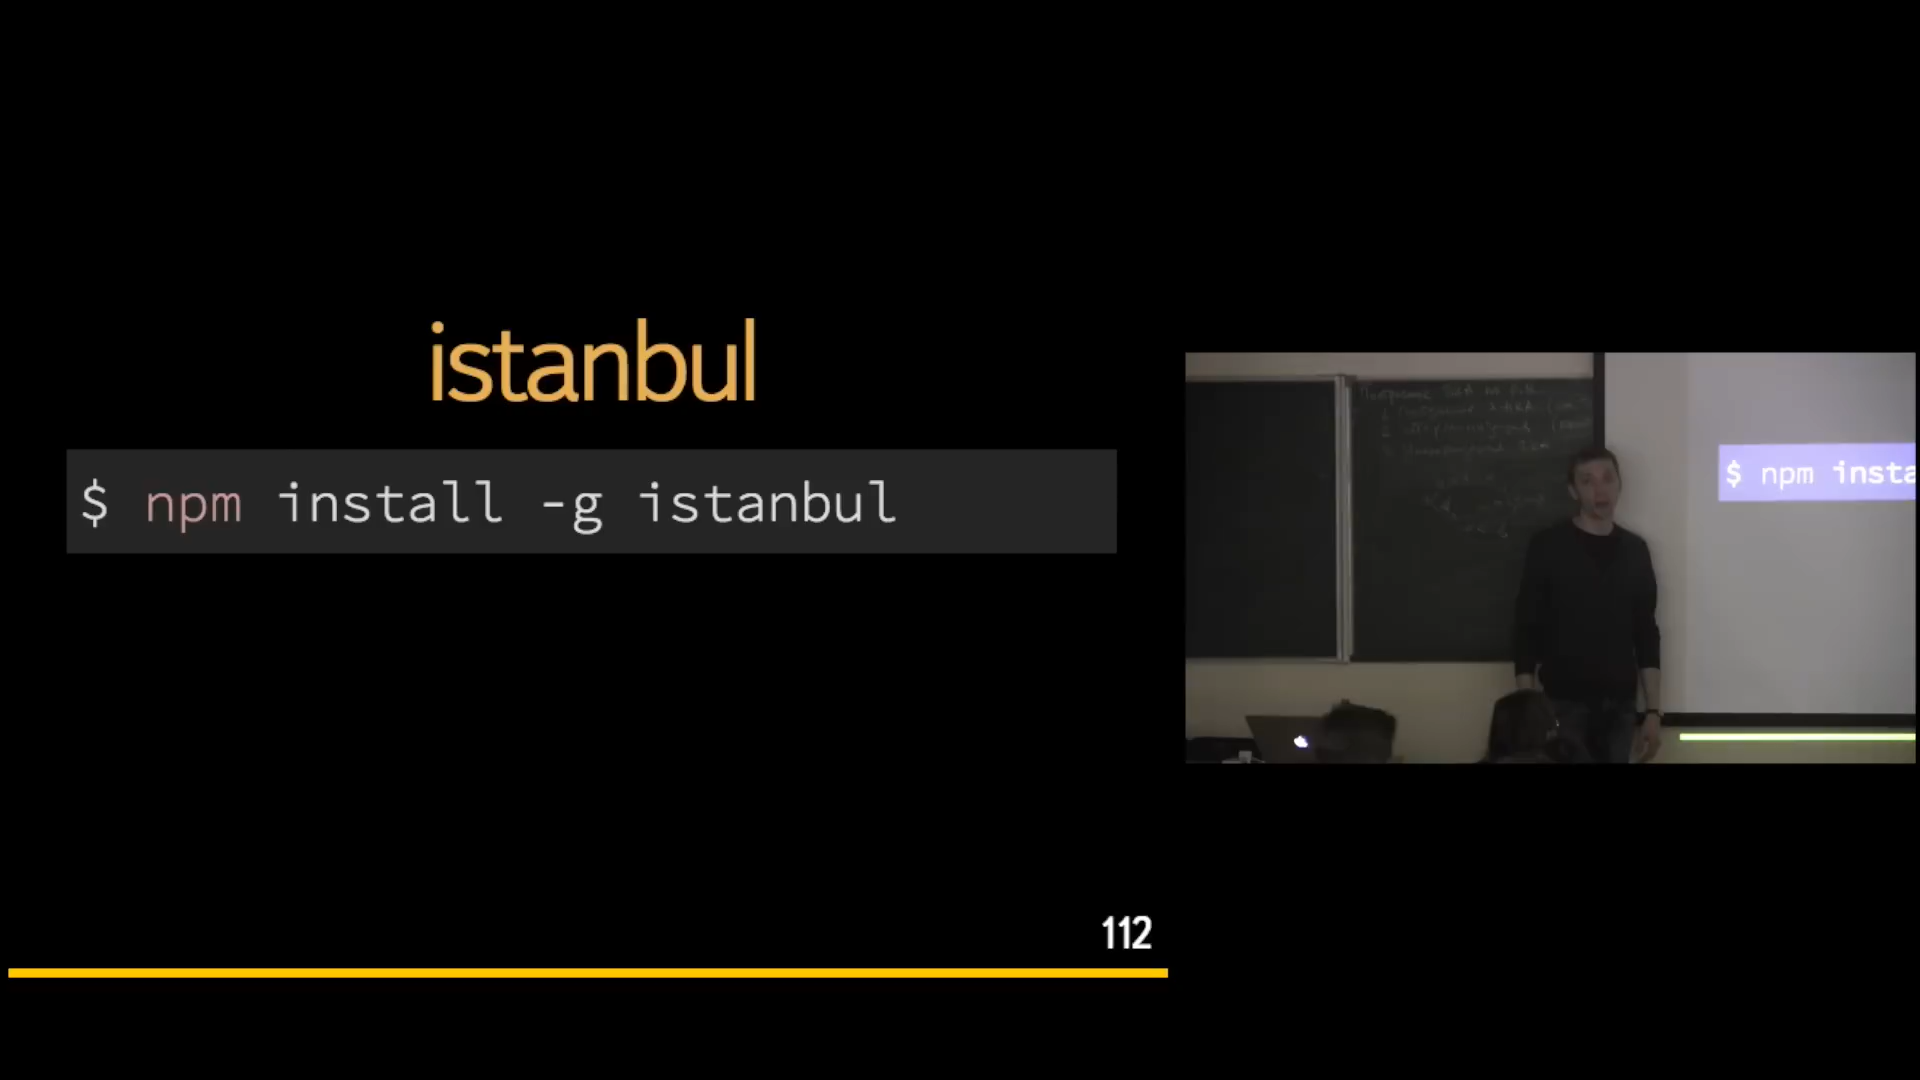 istanbul
$ npm install -g istanbul
112
$ npm insta